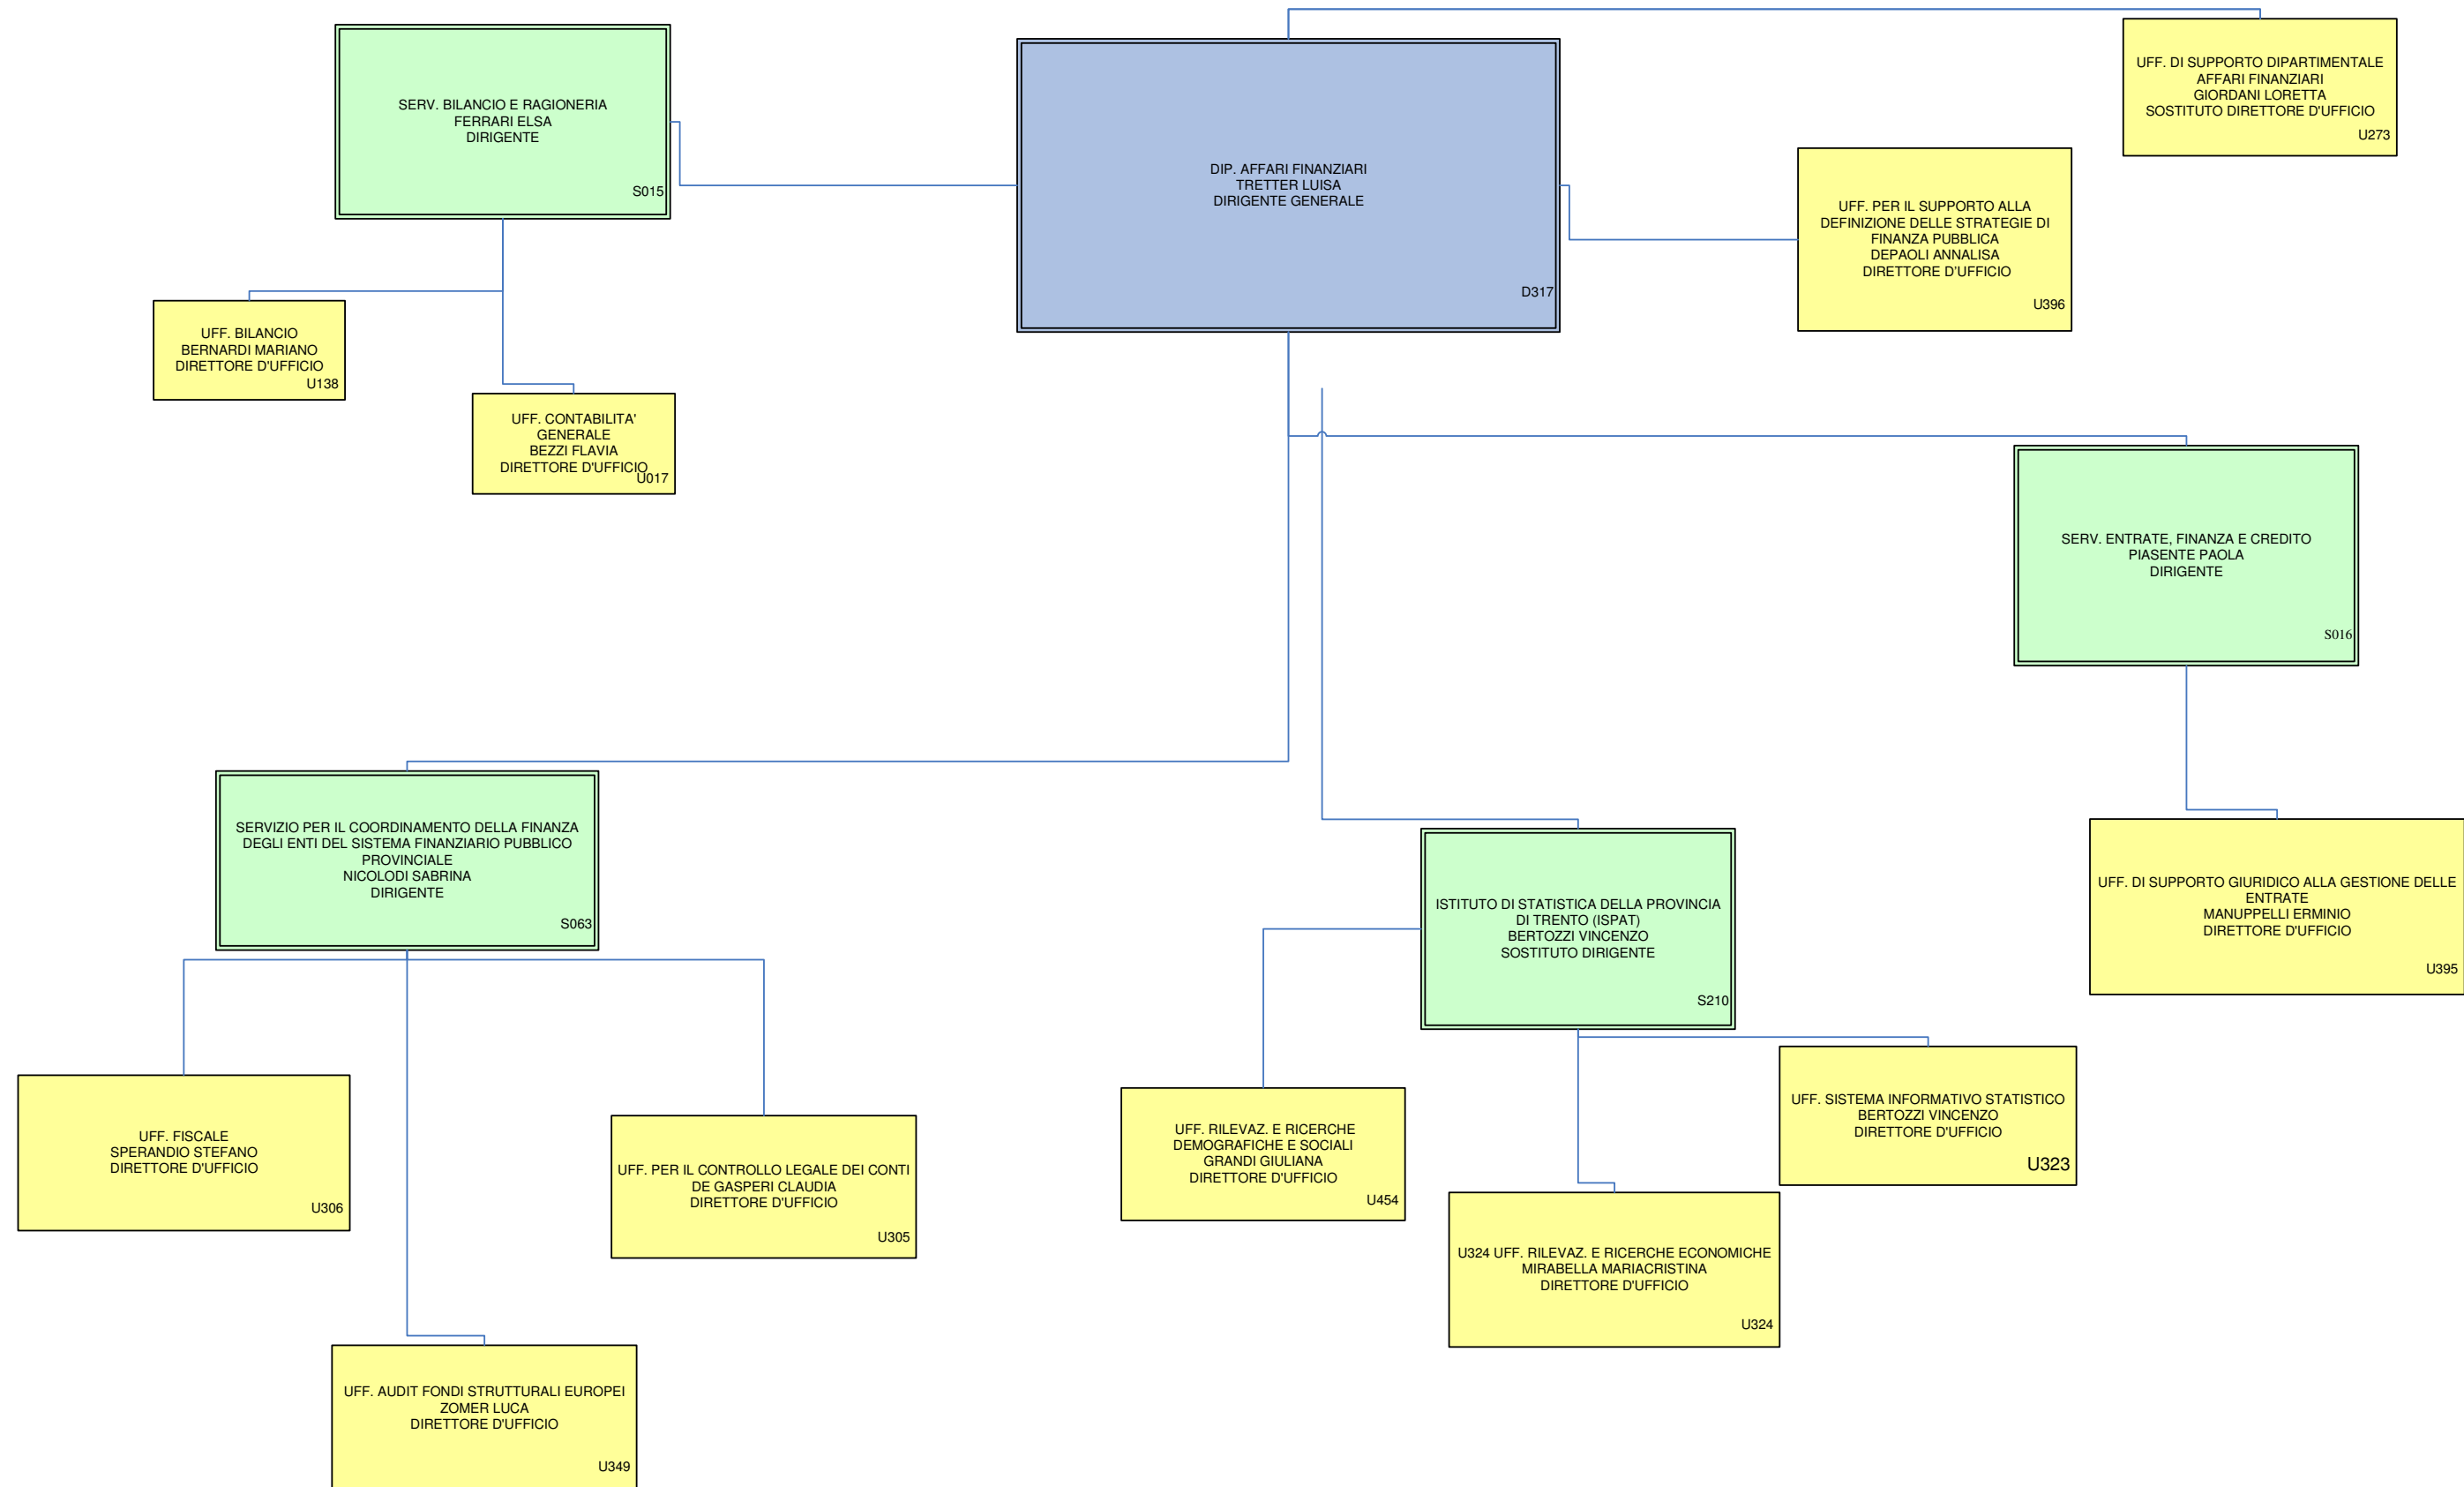 SERV. BILANCIO E RAGIONERIA
FERRARI ELSA
DIRIGENTE
S015
DIP. AFFARI FINANZIARI
TRETTER LUISA
DIRIGENTE GENERALE
D317
UFF. DI SUPPORTO DIPARTIMENTALE
AFFARI FINANZIARI
GIORDANI LORETTA
SOSTITUTO DIRETTORE D'UFFICIO
U273
UFF. PER IL SUPPORTO ALLA
DEFINIZIONE DELLE STRATEGIE DI
FINANZA PUBBLICA
DEPAOLI ANNALISA
DIRETTORE D'UFFICIO
U396
UFF. BILANCIO
BERNARDI MARIANO
DIRETTORE D'UFFICIO
U138
UFF. CONTABILITA'
GENERALE
BEZZI FLAVIA
DIRETTORE D'UFFICIO
U017
SERV. ENTRATE, FINANZA E CREDITO
PIASENTE PAOLA
DIRIGENTE
S016
SERVIZIO PER IL COORDINAMENTO DELLA FINANZA
DEGLI ENTI DEL SISTEMA FINANZIARIO PUBBLICO
PROVINCIALE
NICOLODI SABRINA
DIRIGENTE
S063
ISTITUTO DI STATISTICA DELLA PROVINCIA
DI TRENTO (ISPAT)
BERTOZZI VINCENZO
SOSTITUTO DIRIGENTE
S210
UFF. DI SUPPORTO GIURIDICO ALLA GESTIONE DELLE
ENTRATE
MANUPPELLI ERMINIO
DIRETTORE D'UFFICIO
U395
UFF. FISCALE
SPERANDIO STEFANO
DIRETTORE D'UFFICIO
U306
UFF. PER IL CONTROLLO LEGALE DEI CONTI
DE GASPERI CLAUDIA
DIRETTORE D'UFFICIO
U305
UFF. RILEVAZ. E RICERCHE
DEMOGRAFICHE E SOCIALI
GRANDI GIULIANA
DIRETTORE D'UFFICIO
U454
UFF. SISTEMA INFORMATIVO STATISTICO
BERTOZZI VINCENZO
DIRETTORE D'UFFICIO
U323
U324 UFF. RILEVAZ. E RICERCHE ECONOMICHE
MIRABELLA MARIACRISTINA
DIRETTORE D'UFFICIO
U324
UFF. AUDIT FONDI STRUTTURALI EUROPEI
ZOMER LUCA
DIRETTORE D'UFFICIO
U349